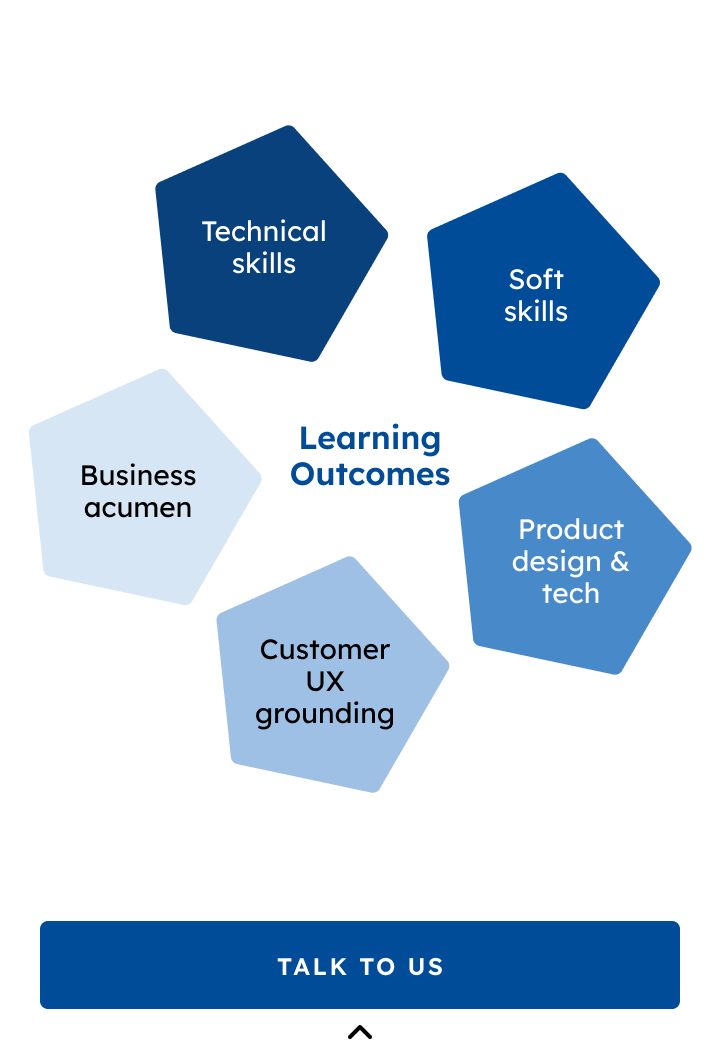 Technical
skills
Soft
skills
Learning
Outcomes
Business
acumen
Product
design &
tech
Customer
UX
grounding
TALK TO US